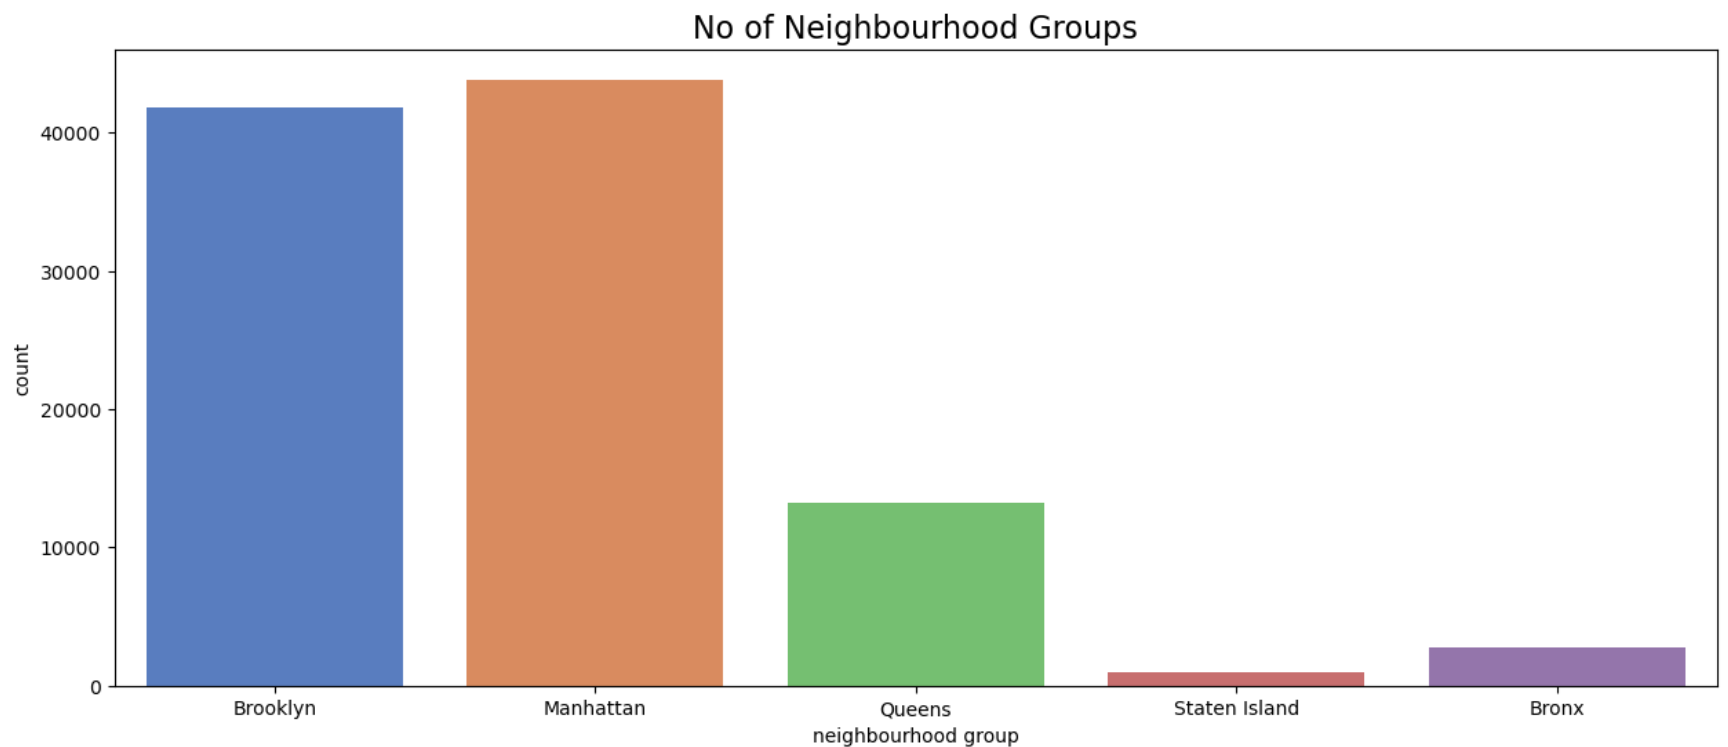 No of Neighbourhood Groups
count
40000
30000
20000
10000
0
Brooklyn Manhattan Queens Staten Island Bronx
neighbourhood group